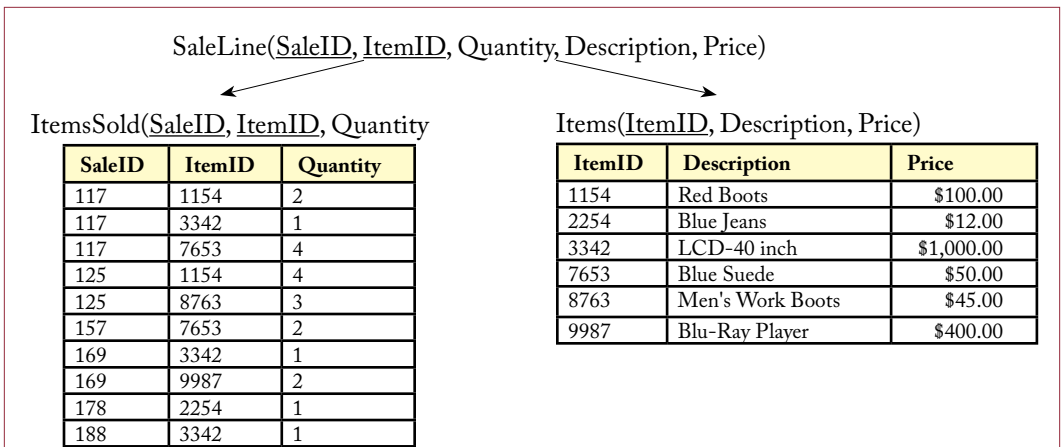 SaleLine(SaleID, ItemID, Quantity, Description, Price)
ItemsSold(SaleID, ItemID, Quantity
SaleID ItemID Quantity
117 1154 2
117 3342 1
117 7653 4
125 1154 4
125 8763 3
157 7653 2
169 3342 1
169 9987 2
178 2254 1
188 3342 1
Items(ItemID, Description, Price)
ItemID Description Price
1154 Red Boots $100.00
2254 Blue Jeans $12.00
3342 LCD-40 inch $1,000.00
7653 Blue Suede $50.00
8763 Men's Work Boots $45.00
9987 Blu-Ray Player $400.00